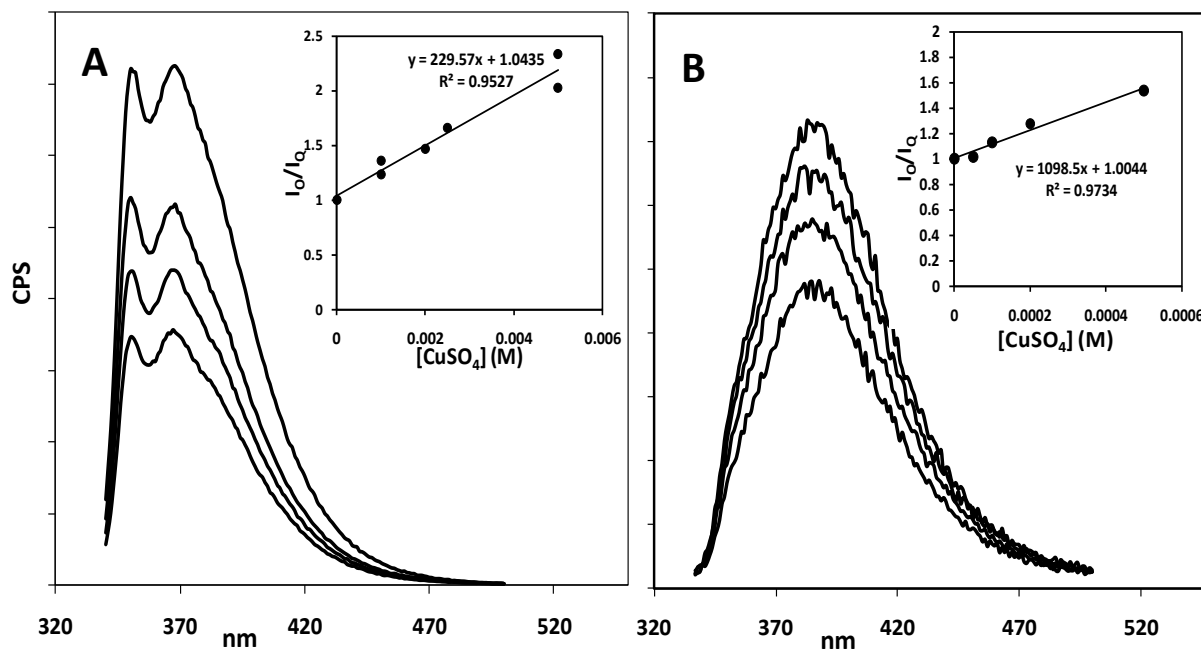 A
2.5
2
1.5
1
0.5
0
y = 229.57x + 1.0435
R² = 0.9527
I_O/I_Q
0 0.002 0.004 0.006
[CuSO₄] (M)
CPS
320 370 420 470 520
nm
B
2
1.8
1.6
1.4
1.2
1
0.8
0.6
0.4
0.2
0
y = 1098.5x + 1.0044
R² = 0.9734
I_O/I_Q
0 0.0002 0.0004 0.0006
[CuSO₄] (M)
320 370 420 470 520
nm